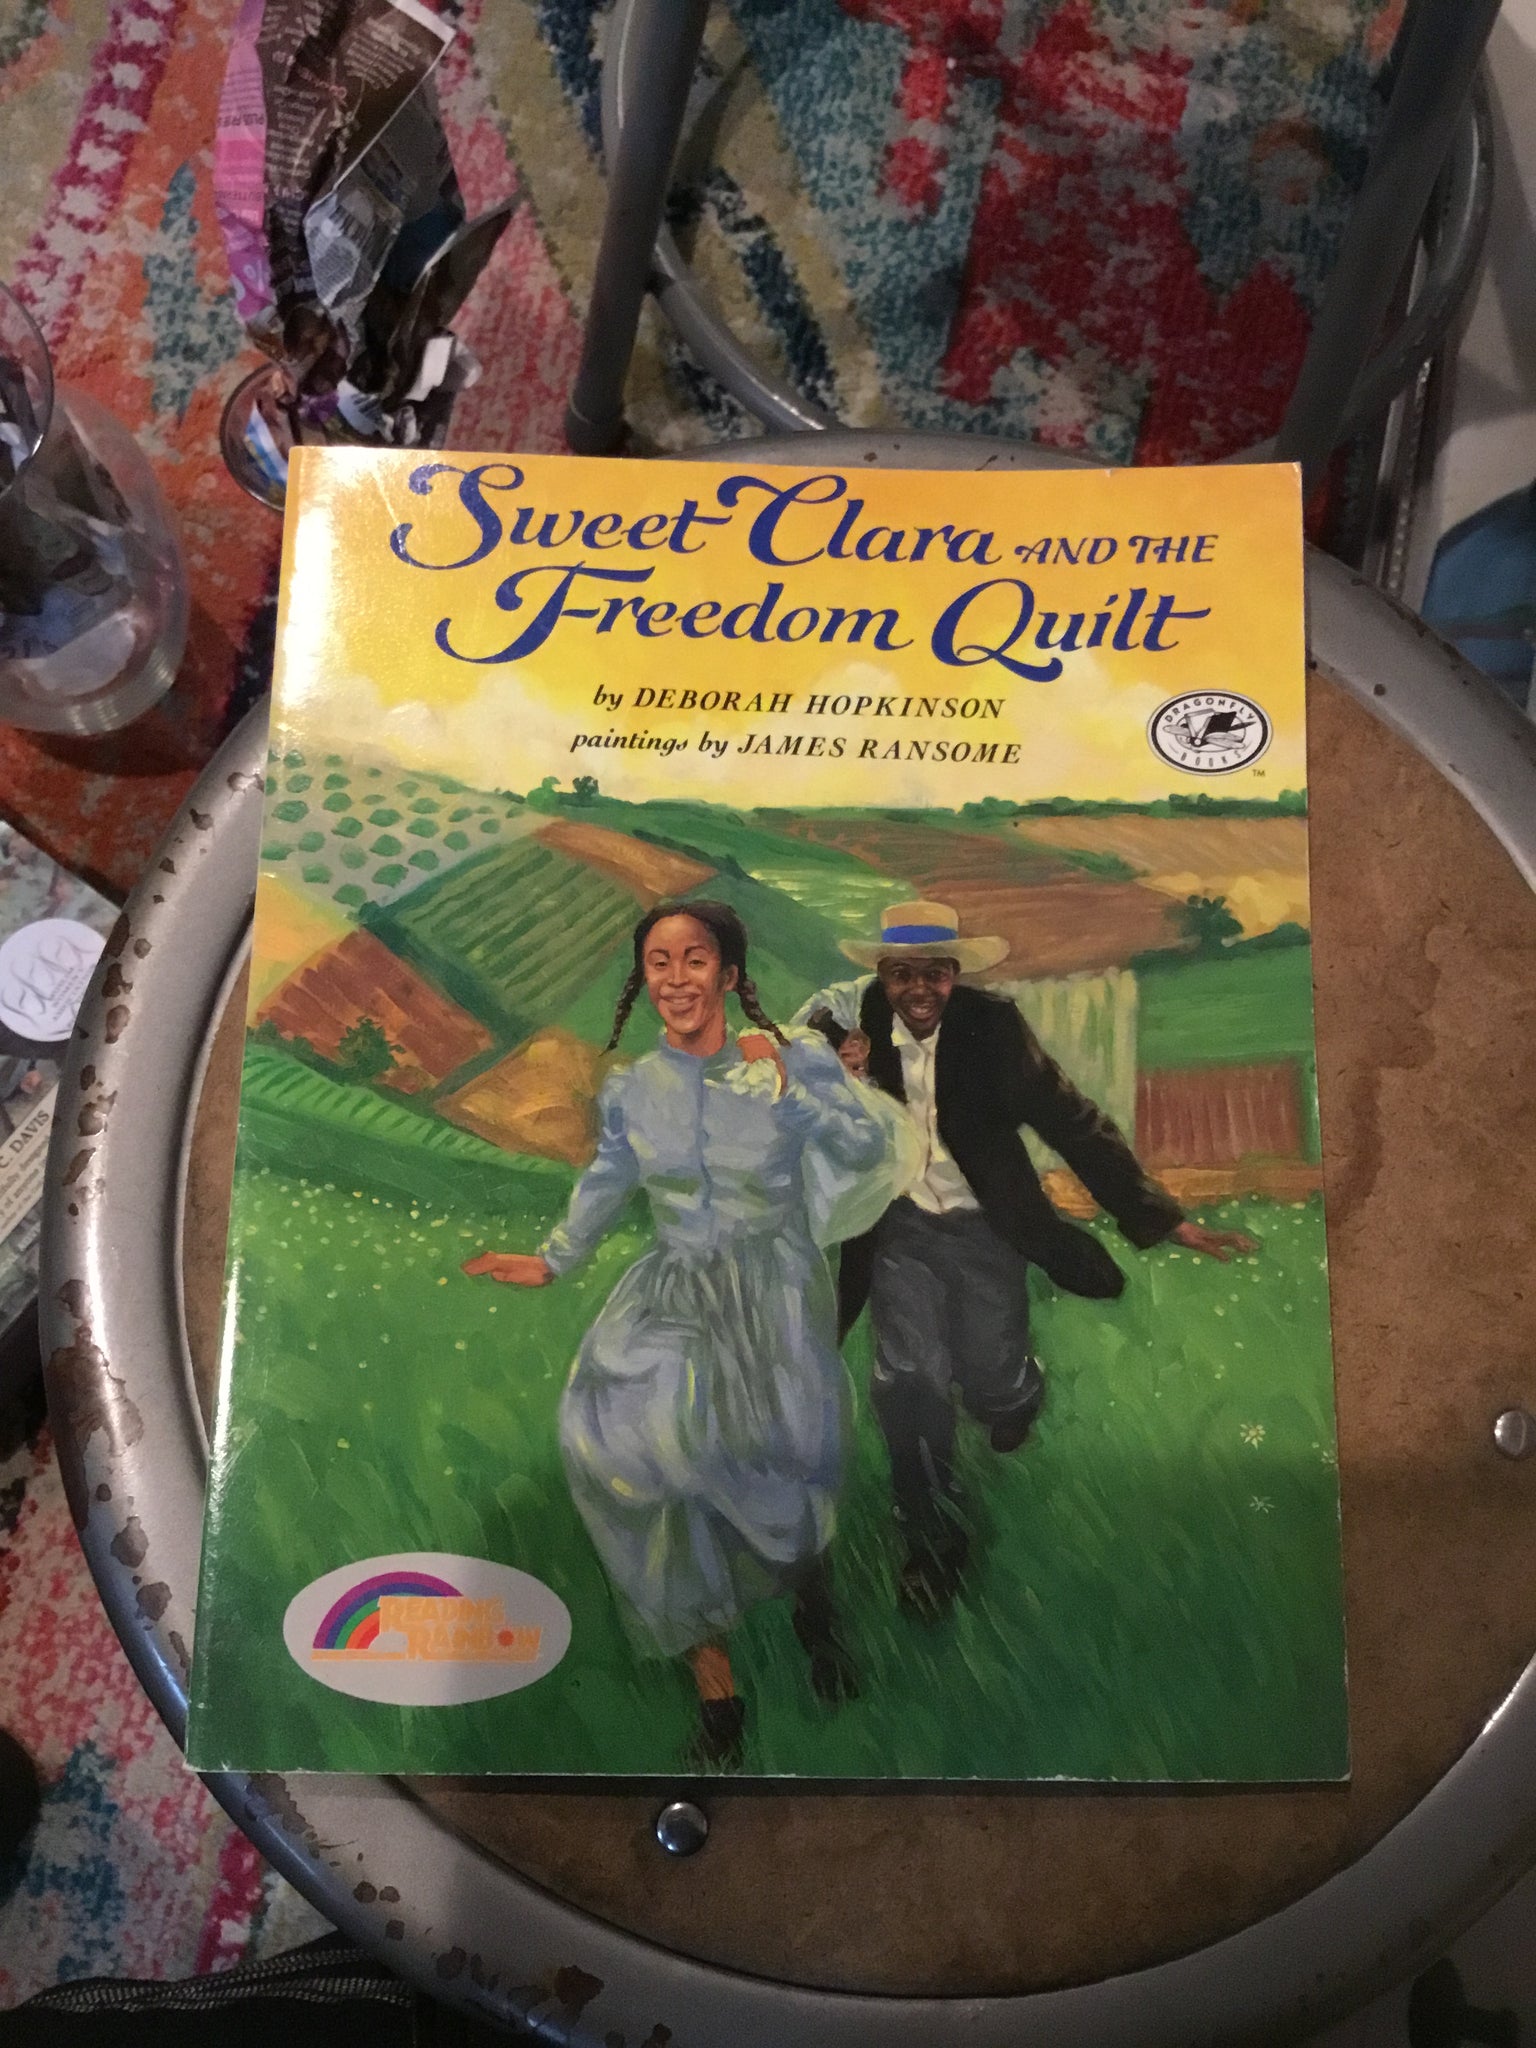 Sweet Clara AND THE
Freedom Quilt
by DEBORAH HOPKINSON
paintings by JAMES RANSOME
DRAGONFLY
BOOKS
TM
READING
RAINBOW
C. DAVIS